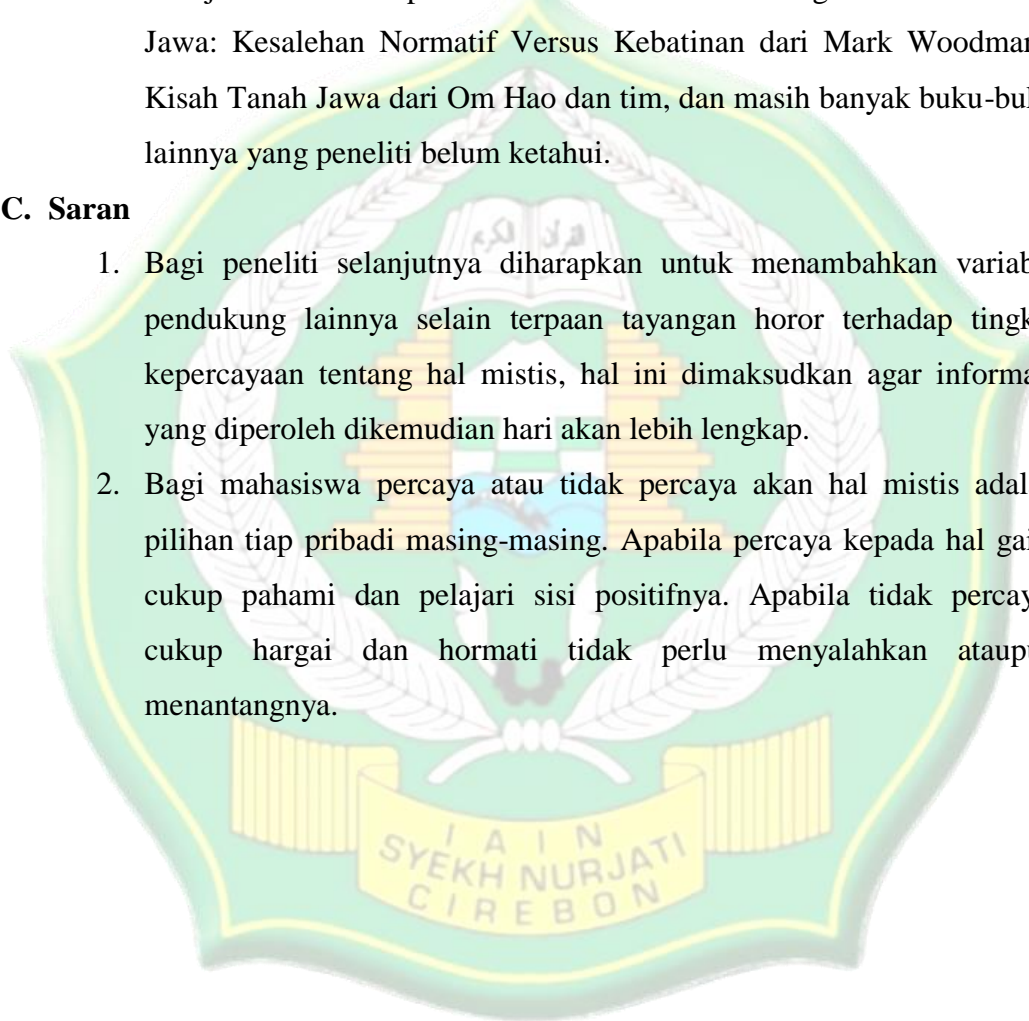 Jawa: Kesalehan Normatif Versus Kebatinan dari Mark Woodman
Kisah Tanah Jawa dari Om Hao dan tim, dan masih banyak buku-bu
lainnya yang peneliti belum ketahui.
C. Saran
1. Bagi peneliti selanjutnya diharapkan untuk menambahkan variab
pendukung lainnya selain terpaan tayangan horor terhadap tingk
kepercayaan tentang hal mistis, hal ini dimaksudkan agar informa
yang diperoleh dikemudian hari akan lebih lengkap.
2. Bagi mahasiswa percaya atau tidak percaya akan hal mistis adal
pilihan tiap pribadi masing-masing. Apabila percaya kepada hal gai
cukup pahami dan pelajari sisi positifnya. Apabila tidak percay
cukup hargai dan hormati tidak perlu menyalahkan ataup
menantangnya.
القرآن الكريم
IAIN
SYEKH NURJATI
CIREBON